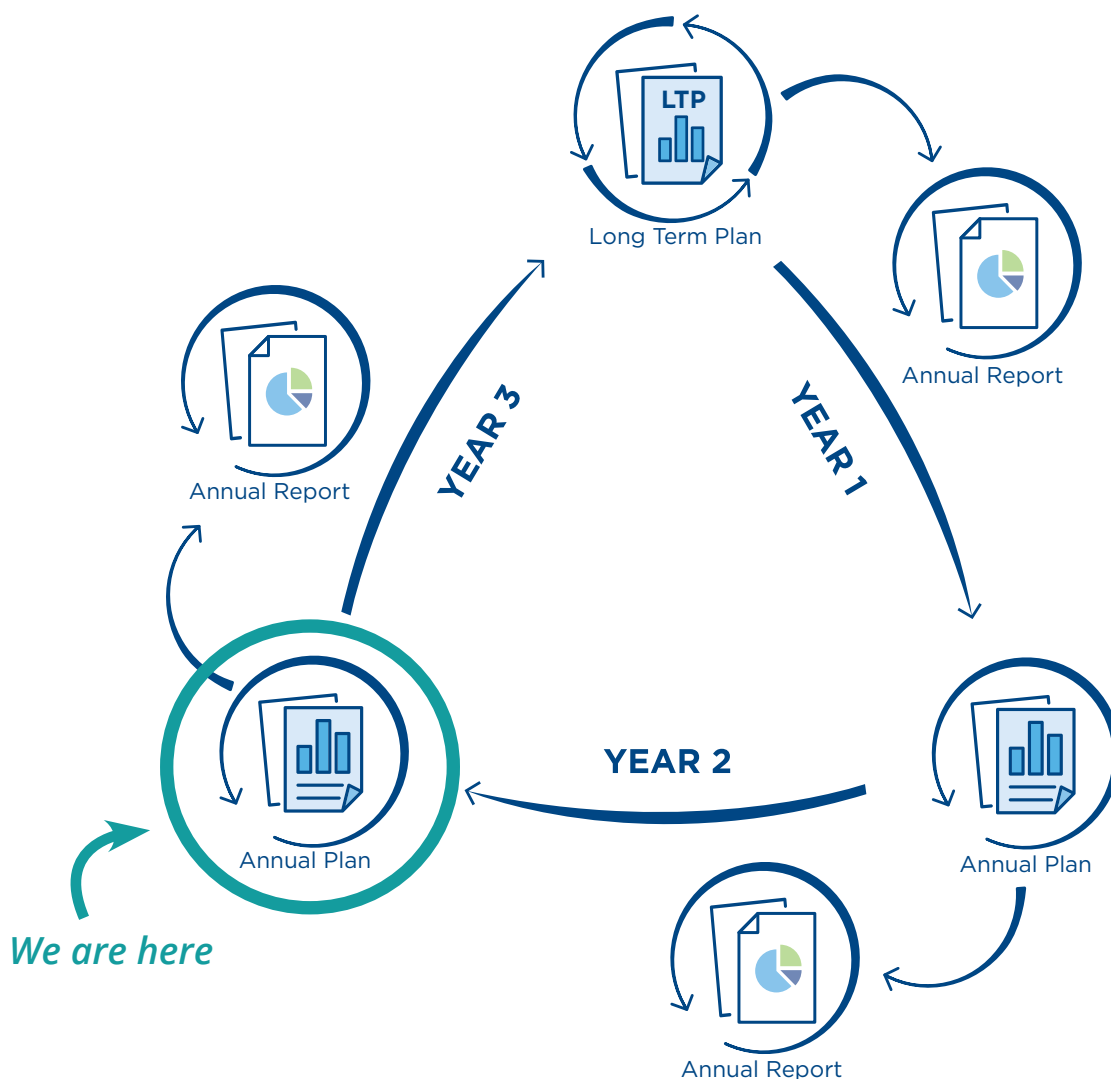 LTP
Long Term Plan
Annual Report
YEAR 1
YEAR 3
Annual Report
YEAR 2
Annual Plan
Annual Plan
We are here
Annual Report